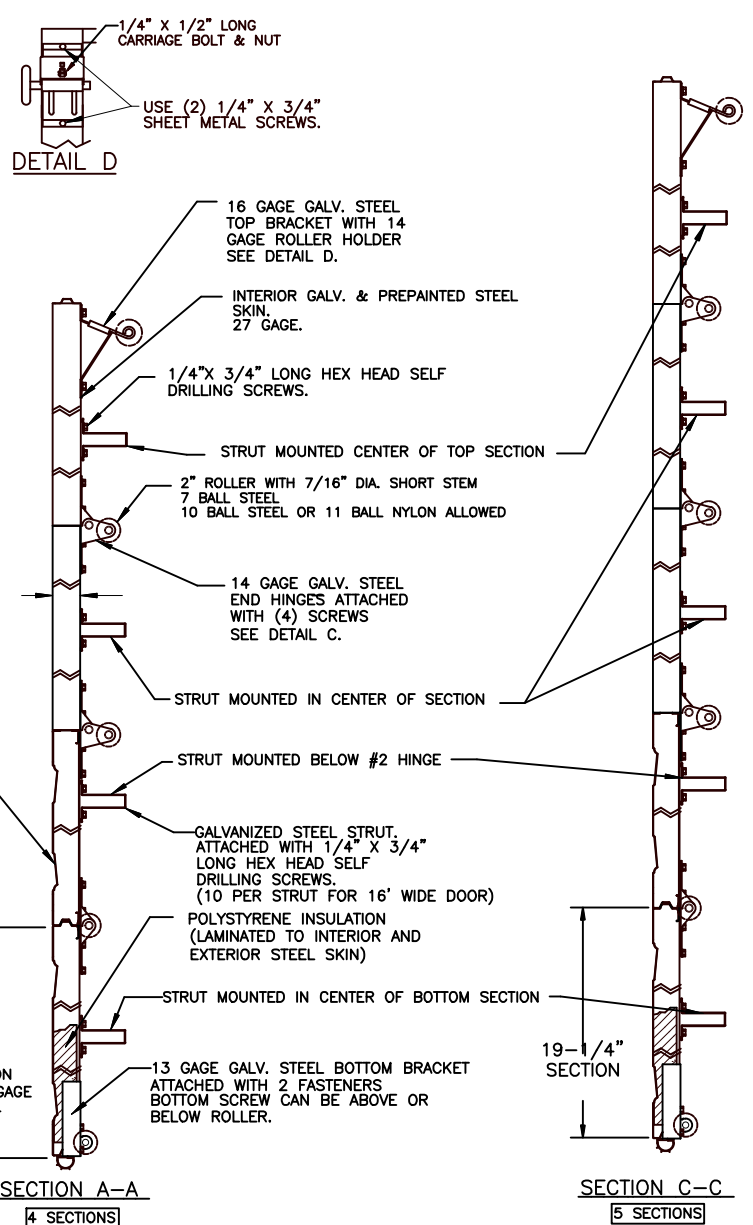 1/4" X 1/2" LONG
CARRIAGE BOLT & NUT
USE (2) 1/4" X 3/4"
SHEET METAL SCREWS.
DETAIL D
16 GAGE GALV. STEEL
TOP BRACKET WITH 14
GAGE ROLLER HOLDER
SEE DETAIL D.
INTERIOR GALV. & PREPAINTED STEEL
SKIN.
27 GAGE.
1/4"X 3/4" LONG HEX HEAD SELF
DRILLING SCREWS.
STRUT MOUNTED CENTER OF TOP SECTION
2" ROLLER WITH 7/16" DIA. SHORT STEM
7 BALL STEEL
10 BALL STEEL OR 11 BALL NYLON ALLOWED
14 GAGE GALV. STEEL
END HINGES ATTACHED
WITH (4) SCREWS
SEE DETAIL C.
STRUT MOUNTED IN CENTER OF SECTION
STRUT MOUNTED BELOW #2 HINGE
GALVANIZED STEEL STRUT.
ATTACHED WITH 1/4" X 3/4"
LONG HEX HEAD SELF
DRILLING SCREWS.
(10 PER STRUT FOR 16' WIDE DOOR)
POLYSTYRENE INSULATION
(LAMINATED TO INTERIOR AND
EXTERIOR STEEL SKIN)
STRUT MOUNTED IN CENTER OF BOTTOM SECTION
19-1/4"
SECTION
ON
GAGE
13 GAGE GALV. STEEL BOTTOM BRACKET
ATTACHED WITH 2 FASTENERS
BOTTOM SCREW CAN BE ABOVE OR
BELOW ROLLER.
SECTION A-A
4 SECTIONS
SECTION C-C
5 SECTIONS